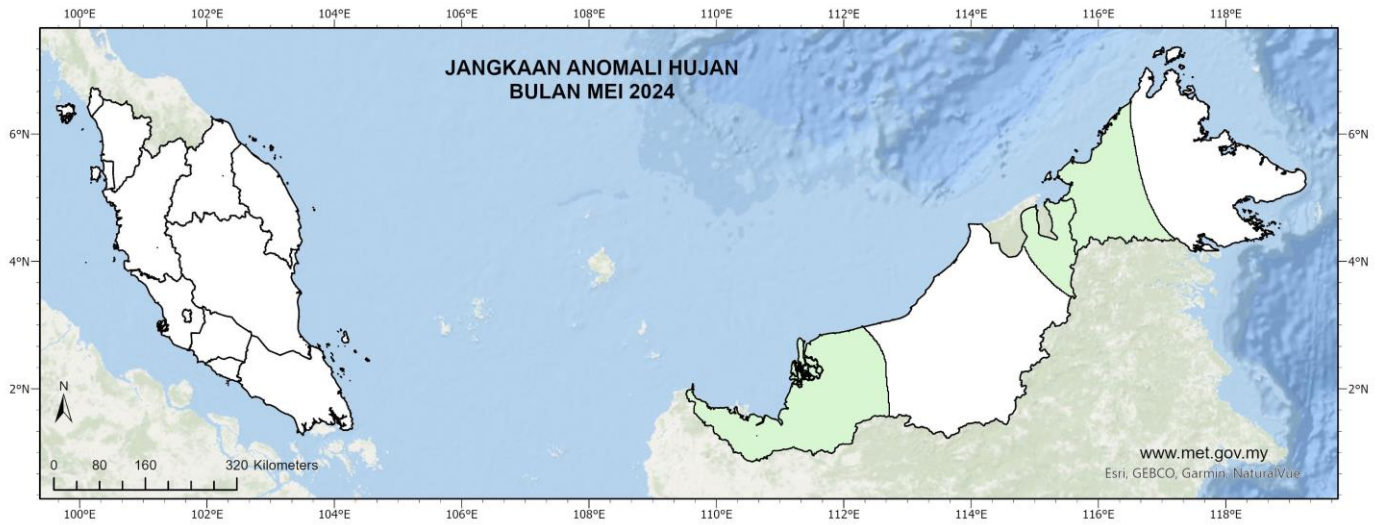 100°E 102°E 104°E 106°E 108°E 110°E 112°E 114°E 116°E 118°E
JANGKAAN ANOMALI HUJAN
BULAN MEI 2024
6°N 6°N
4°N 4°N
2°N 2°N
N
www.met.gov.my
0 80 160 320 Kilometers
Esri, GEBCO, Garmin, NaturalVue
100°E 102°E 104°E 106°E 108°E 110°E 112°E 114°E 116°E 118°E